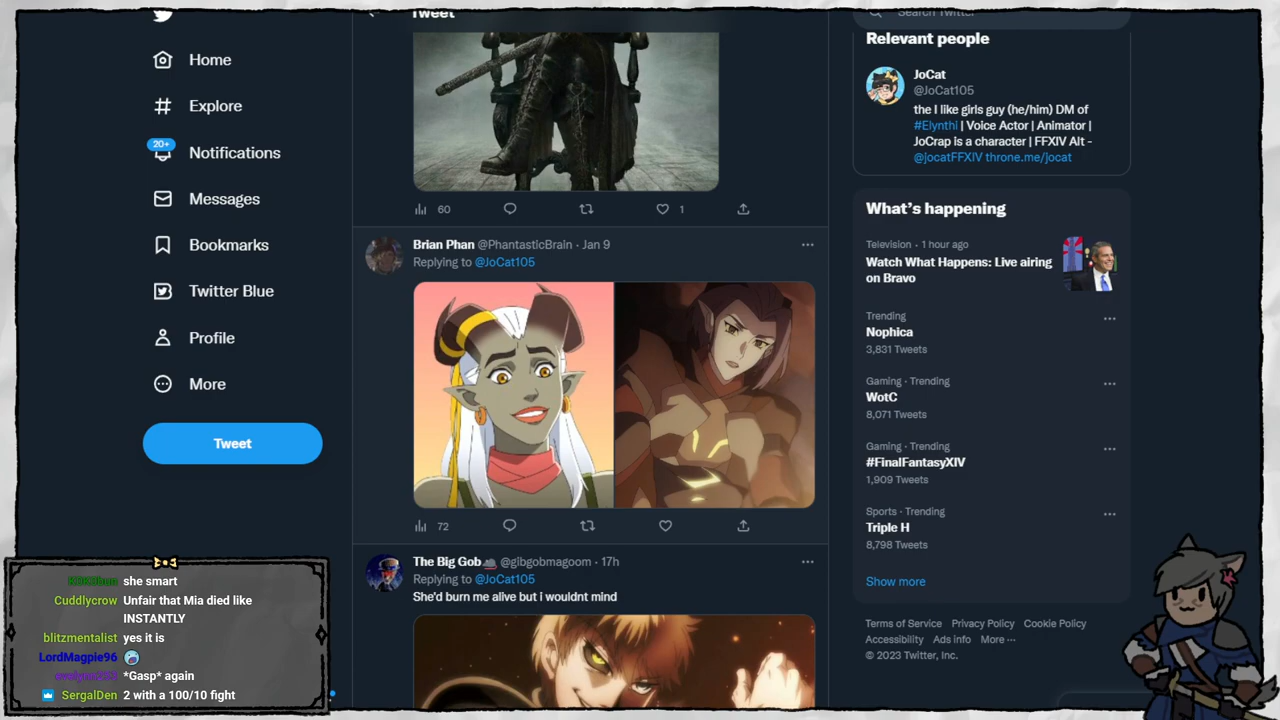 Home
Explore
20+
Notifications
Messages
Bookmarks
Twitter Blue
Profile
More
Tweet
Tweet
60
1
Brian Phan @PhantasticBrain · Jan 9
Replying to @JoCat105
72
The Big Gob @gibgobmagoom · 17h
Replying to @JoCat105
She'd burn me alive but i wouldnt mind
Search Twitter
Relevant people
JoCat
@JoCat105
the I like girls guy (he/him) DM of
#Elynthi | Voice Actor | Animator |
JoCrap is a character | FFXIV Alt -
@jocatFFXIV throne.me/jocat
What's happening
Television · 1 hour ago
Watch What Happens: Live airing
on Bravo
Trending
Nophica
3,831 Tweets
Gaming · Trending
WotC
8,071 Tweets
Gaming · Trending
#FinalFantasyXIV
1,909 Tweets
Sports · Trending
Triple H
8,798 Tweets
Show more
Terms of Service Privacy Policy Cookie Policy
Accessibility Ads info More ···
© 2023 Twitter, Inc.
she smart
Cuddlycrow Unfair that Mia died like
INSTANTLY
blitzmentalist yes it is
LordMagpie96
*Gasp* again
SergalDen 2 with a 100/10 fight